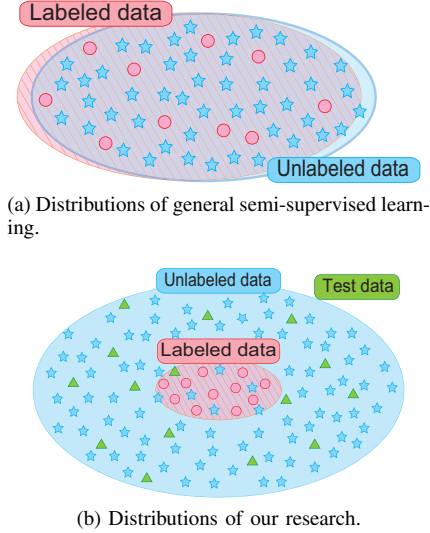 Labeled data
Unlabeled data
(a) Distributions of general semi-supervised learn-
ing.
Unlabeled data
Test data
Labeled data
(b) Distributions of our research.